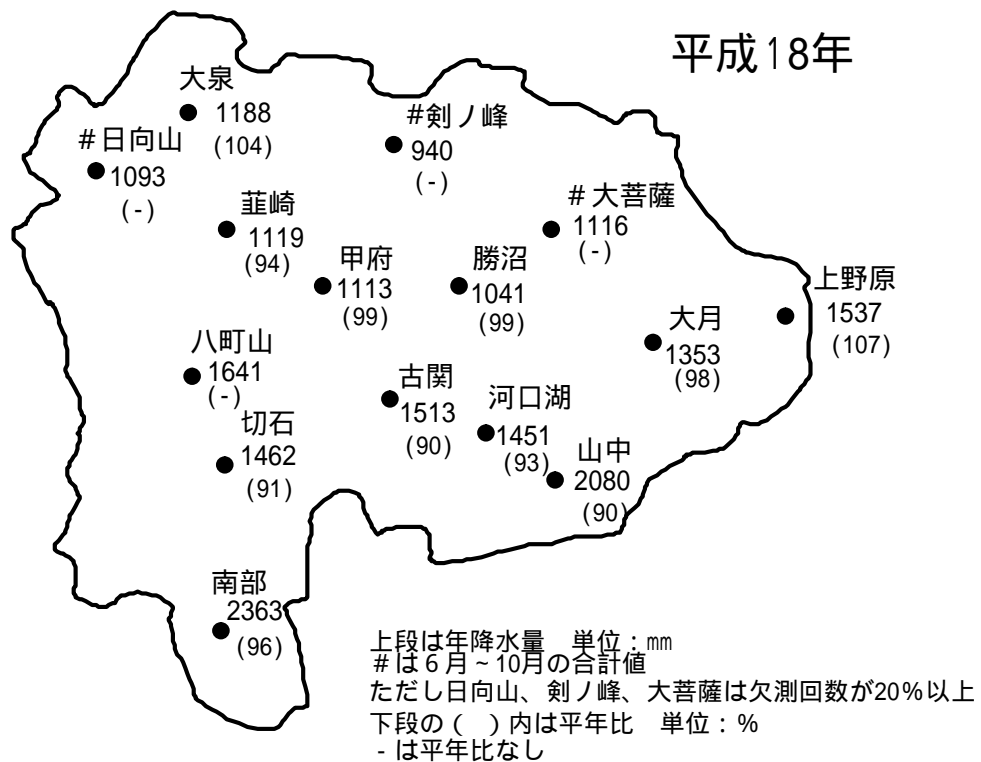 平成18年
大泉
1188
(104)
#剣ノ峰
940
(-)
#日向山
1093
(-)
#大菩薩
1116
(-)
韮崎
1119
(94)
甲府
1113
(99)
勝沼
1041
(99)
上野原
1537
(107)
大月
1353
(98)
八町山
1641
(-)
古関
1513
(90)
河口湖
1451
(93)
切石
1462
(91)
山中
2080
(90)
南部
2363
(96)
上段は年降水量　単位：㎜
#は6月~10月の合計値
ただし日向山、剣ノ峰、大菩薩は欠測回数が20%以上
下段の(　)内は平年比　単位：%
-は平年比なし